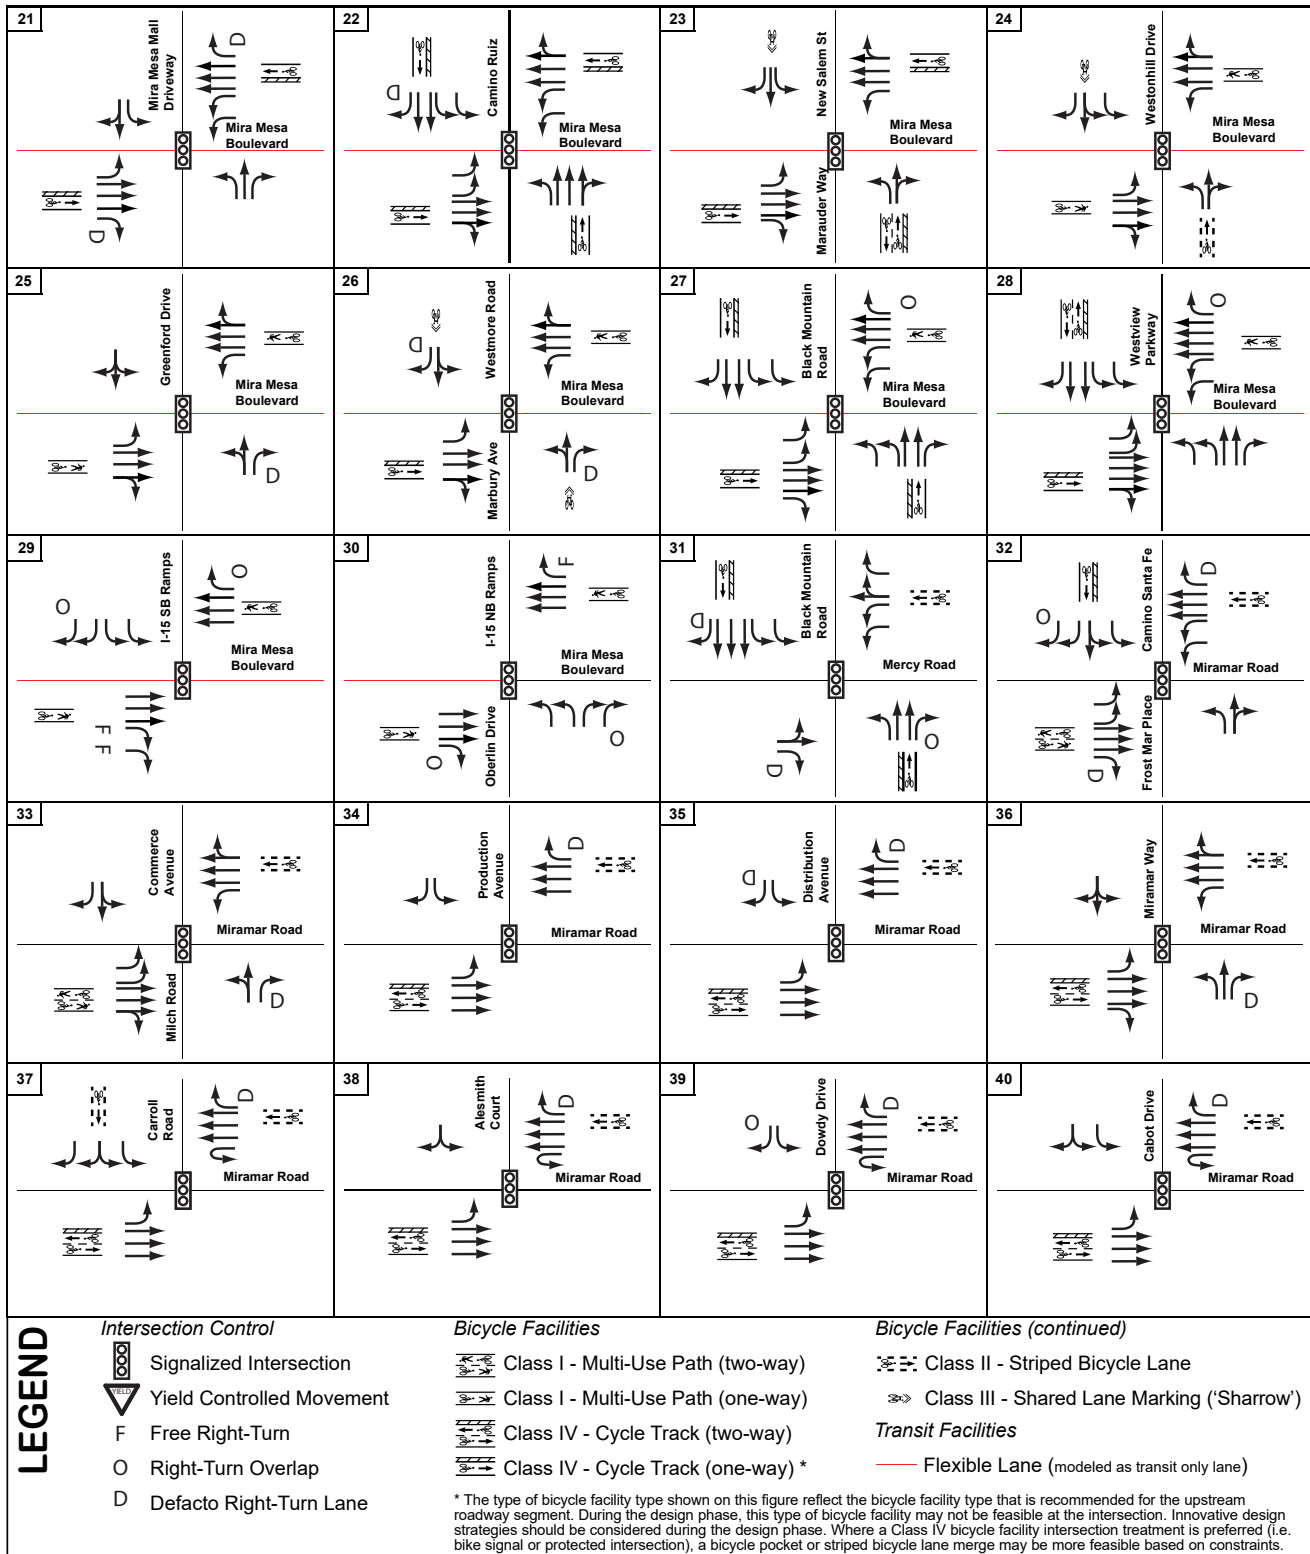 21
Mira Mesa Mall
Driveway
D
Mira Mesa
Boulevard
D
22
Camino Ruiz
D
Mira Mesa
Boulevard
23
New Salem St
Mira Mesa
Boulevard
Marauder Way
24
Westonhill Drive
Mira Mesa
Boulevard
25
Greenford Drive
Mira Mesa
Boulevard
D
26
Westmore Road
D
Mira Mesa
Boulevard
Marbury Ave
D
27
Black Mountain
Road
O
Mira Mesa
Boulevard
28
Westview
Parkway
O
Mira Mesa
Boulevard
29
I-15 SB Ramps
O
O
Mira Mesa
Boulevard
F
F
30
I-15 NB Ramps
F
Mira Mesa
Boulevard
Oberlin Drive
O
O
31
Black Mountain
Road
D
Mercy Road
D
O
32
Camino Santa Fe
O
D
Miramar Road
Frost Mar Place
D
33
Commerce
Avenue
Miramar Road
Milch Road
D
34
Production
Avenue
D
Miramar Road
35
Distribution
Avenue
D
D
Miramar Road
36
Miramar Way
Miramar Road
D
37
Carroll
Road
D
Miramar Road
38
Alesmith
Court
D
Miramar Road
39
Dowdy Drive
O
D
Miramar Road
40
Cabot Drive
D
Miramar Road
LEGEND
Intersection Control
Signalized Intersection
YIELD
Yield Controlled Movement
F Free Right-Turn
O Right-Turn Overlap
D Defacto Right-Turn Lane
Bicycle Facilities
Class I - Multi-Use Path (two-way)
Class I - Multi-Use Path (one-way)
Class IV - Cycle Track (two-way)
Class IV - Cycle Track (one-way) *
Bicycle Facilities (continued)
Class II - Striped Bicycle Lane
Class III - Shared Lane Marking (‘Sharrow’)
Transit Facilities
Flexible Lane (modeled as transit only lane)
* The type of bicycle facility type shown on this figure reflect the bicycle facility type that is recommended for the upstream
roadway segment. During the design phase, this type of bicycle facility may not be feasible at the intersection. Innovative design
strategies should be considered during the design phase. Where a Class IV bicycle facility intersection treatment is preferred (i.e.
bike signal or protected intersection), a bicycle pocket or striped bicycle lane merge may be more feasible based on constraints.